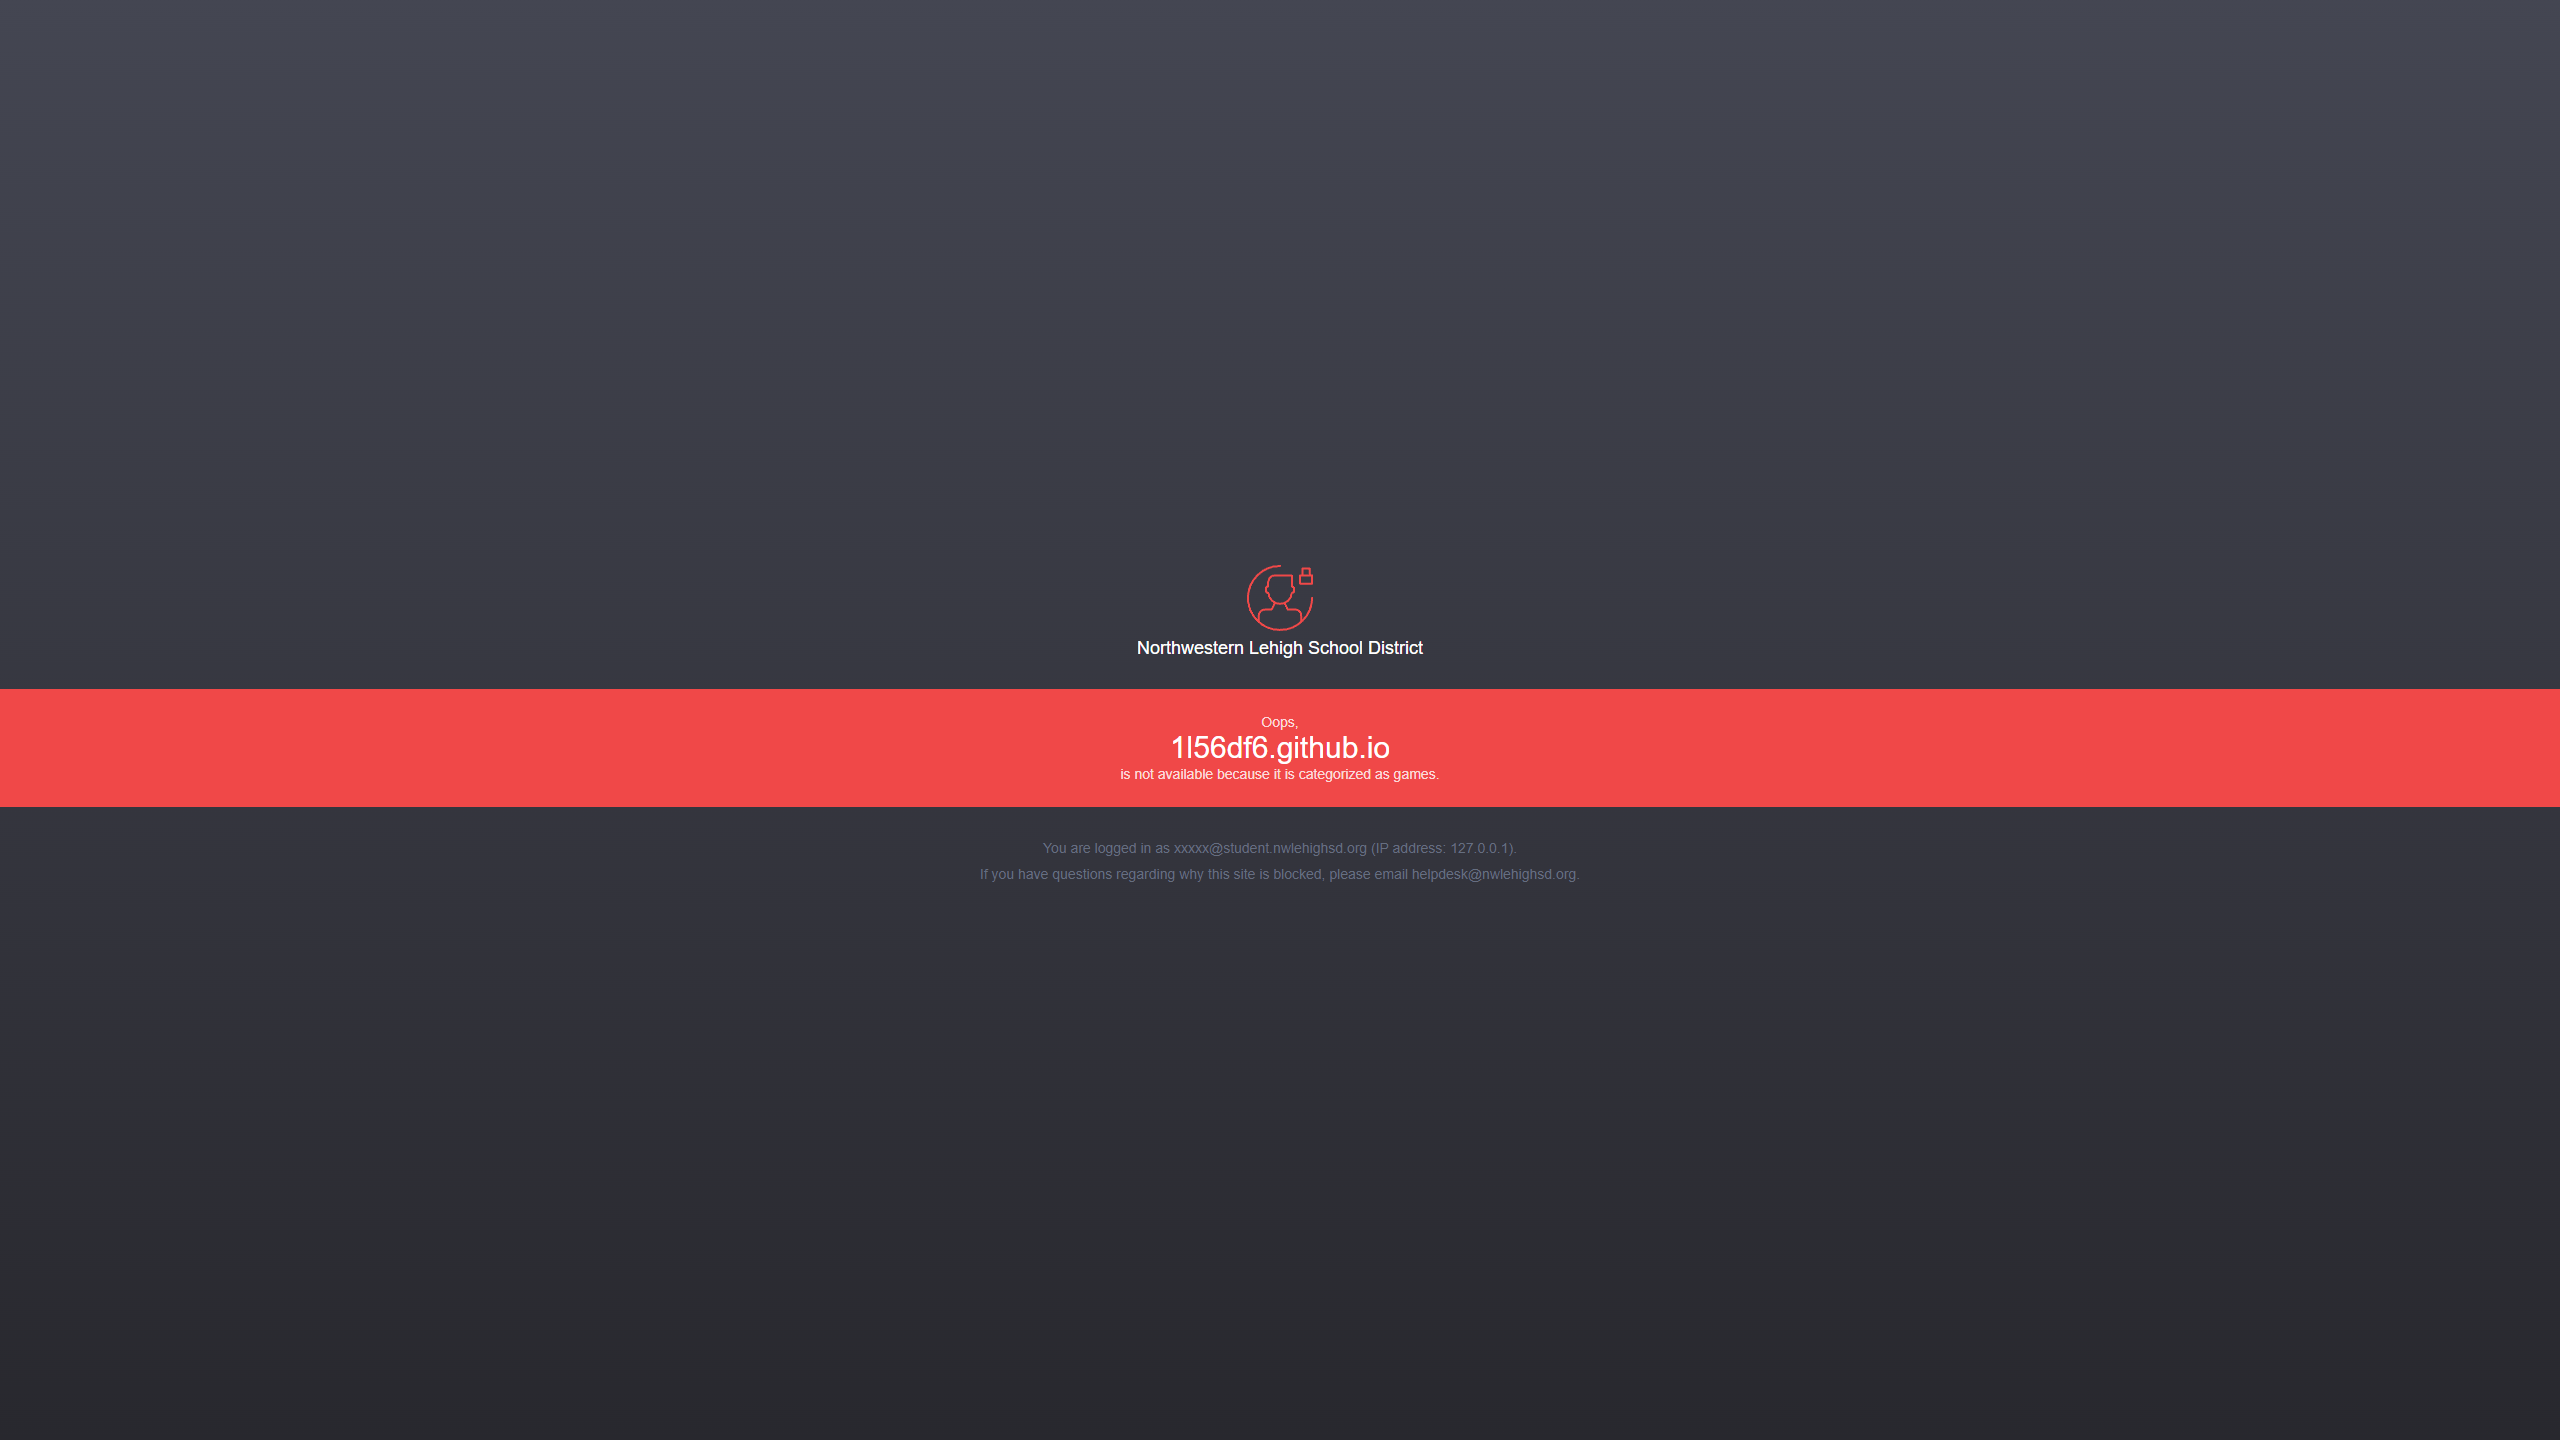 Northwestern Lehigh School District
Oops,
1l56df6.github.io
is not available because it is categorized as games.
You are logged in as xxxxx@student.nwlehighsd.org (IP address: 127.0.0.1).
If you have questions regarding why this site is blocked, please email helpdesk@nwlehighsd.org.